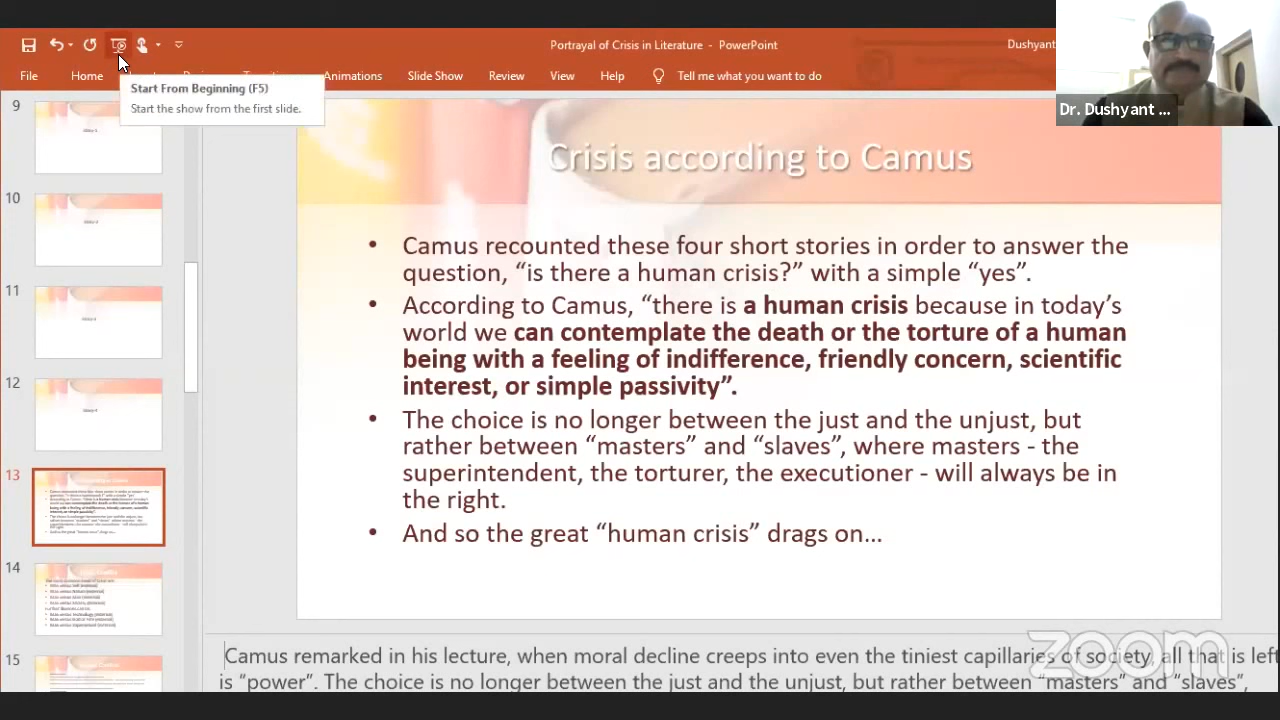 Portrayal of Crisis in Literature - PowerPoint
Dushyant
File Home Animations Slide Show Review View Help Tell me what you want to do
Start From Beginning (F5)
Start the show from the first slide.
Dr. Dushyant ...
9
10
11
12
13
14
15
Crisis according to Camus
• Camus recounted these four short stories in order to answer the
question, “is there a human crisis?” with a simple “yes”.
• According to Camus, “there is a human crisis because in today’s
world we can contemplate the death or the torture of a human
being with a feeling of indifference, friendly concern, scientific
interest, or simple passivity”.
• The choice is no longer between the just and the unjust, but
rather between “masters” and “slaves”, where masters - the
superintendent, the torturer, the executioner - will always be in
the right.
• And so the great “human crisis” drags on…
Camus remarked in his lecture, when moral decline creeps into even the tiniest capillaries of society, all that is left
is “power”. The choice is no longer between the just and the unjust, but rather between “masters” and “slaves”,
zoom